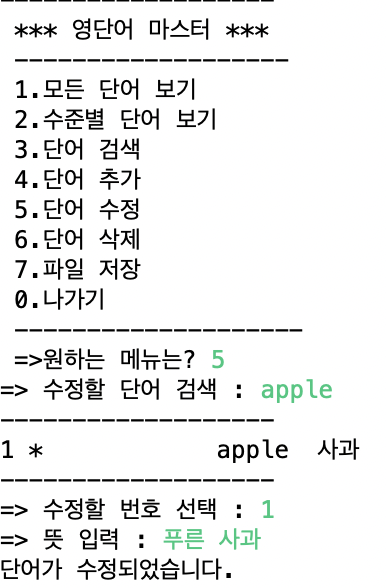 --------------------
*** 영단어 마스터 ***
--------------------
1.모든 단어 보기
2.수준별 단어 보기
3.단어 검색
4.단어 추가
5.단어 수정
6.단어 삭제
7.파일 저장
0.나가기
---------------------
=>원하는 메뉴는? 5
=> 수정할 단어 검색 : apple
--------------------
1 * apple 사과
--------------------
=> 수정할 번호 선택 : 1
=> 뜻 입력 : 푸른 사과
단어가 수정되었습니다.